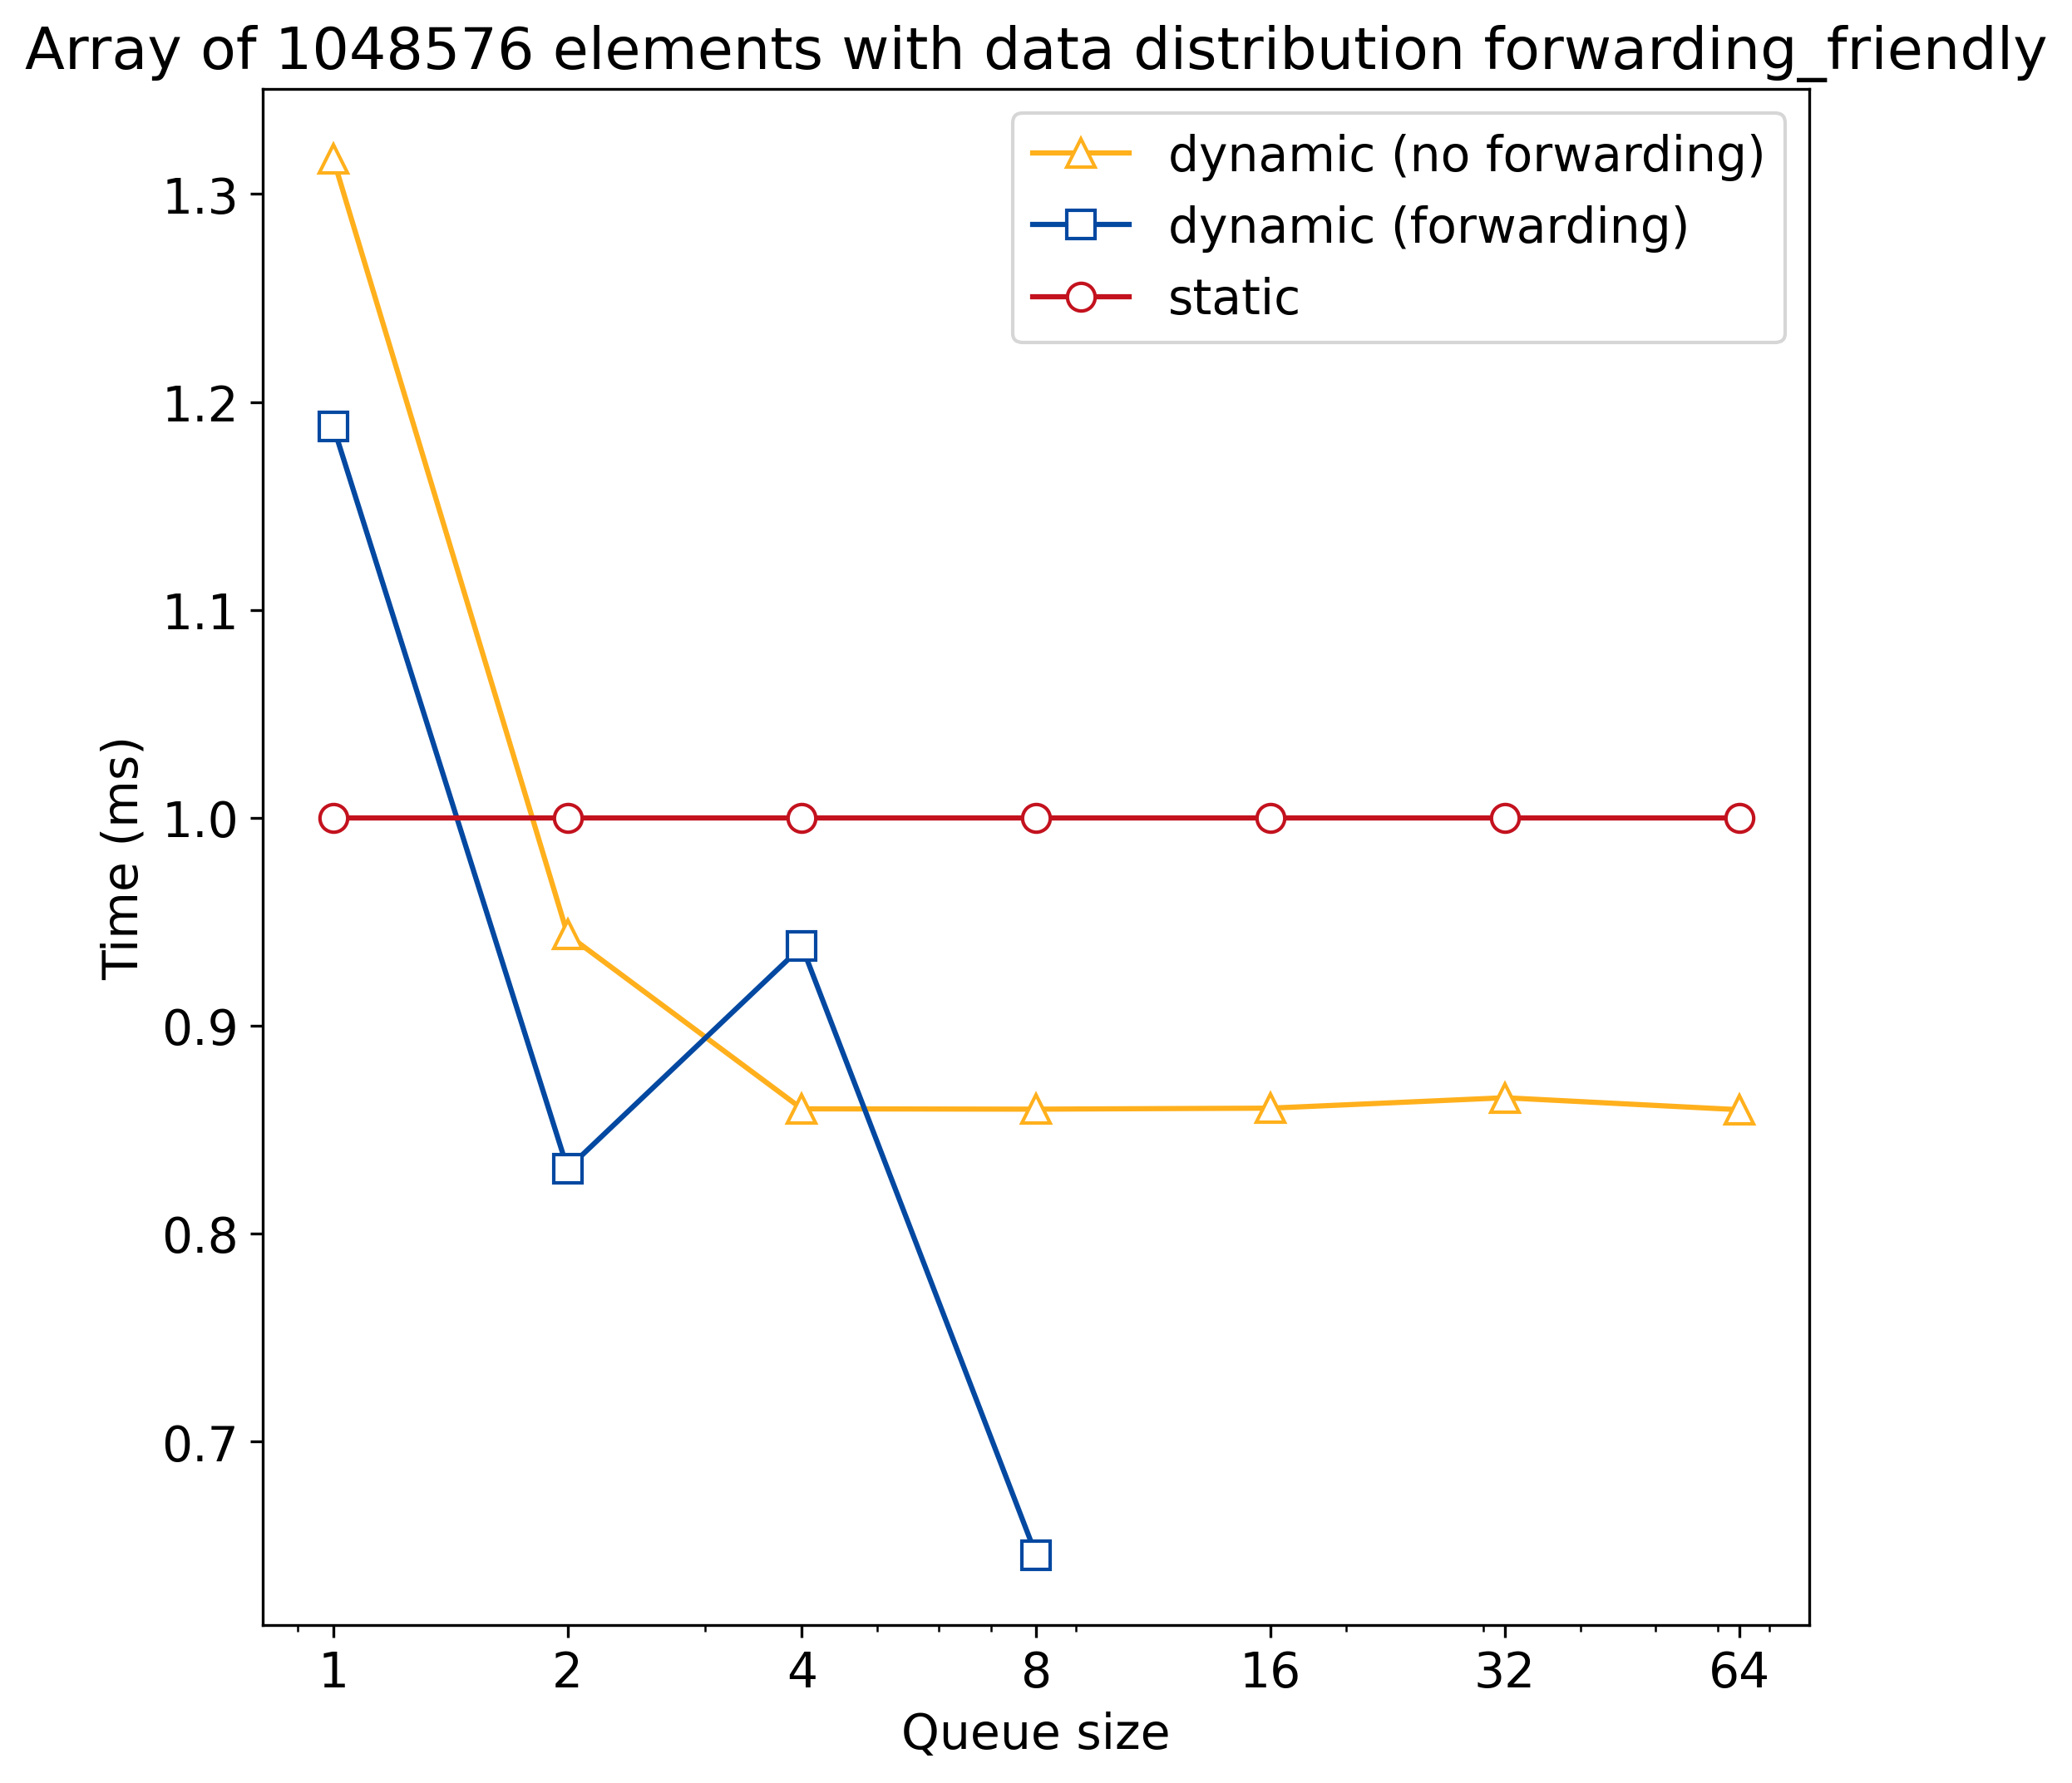 Array of 1048576 elements with data distribution forwarding_friendly
dynamic (no forwarding)
dynamic (forwarding)
static
1.3
1.2
1.1
1.0
0.9
0.8
0.7
Time (ms)
1 2 4 8 16 32 64
Queue size